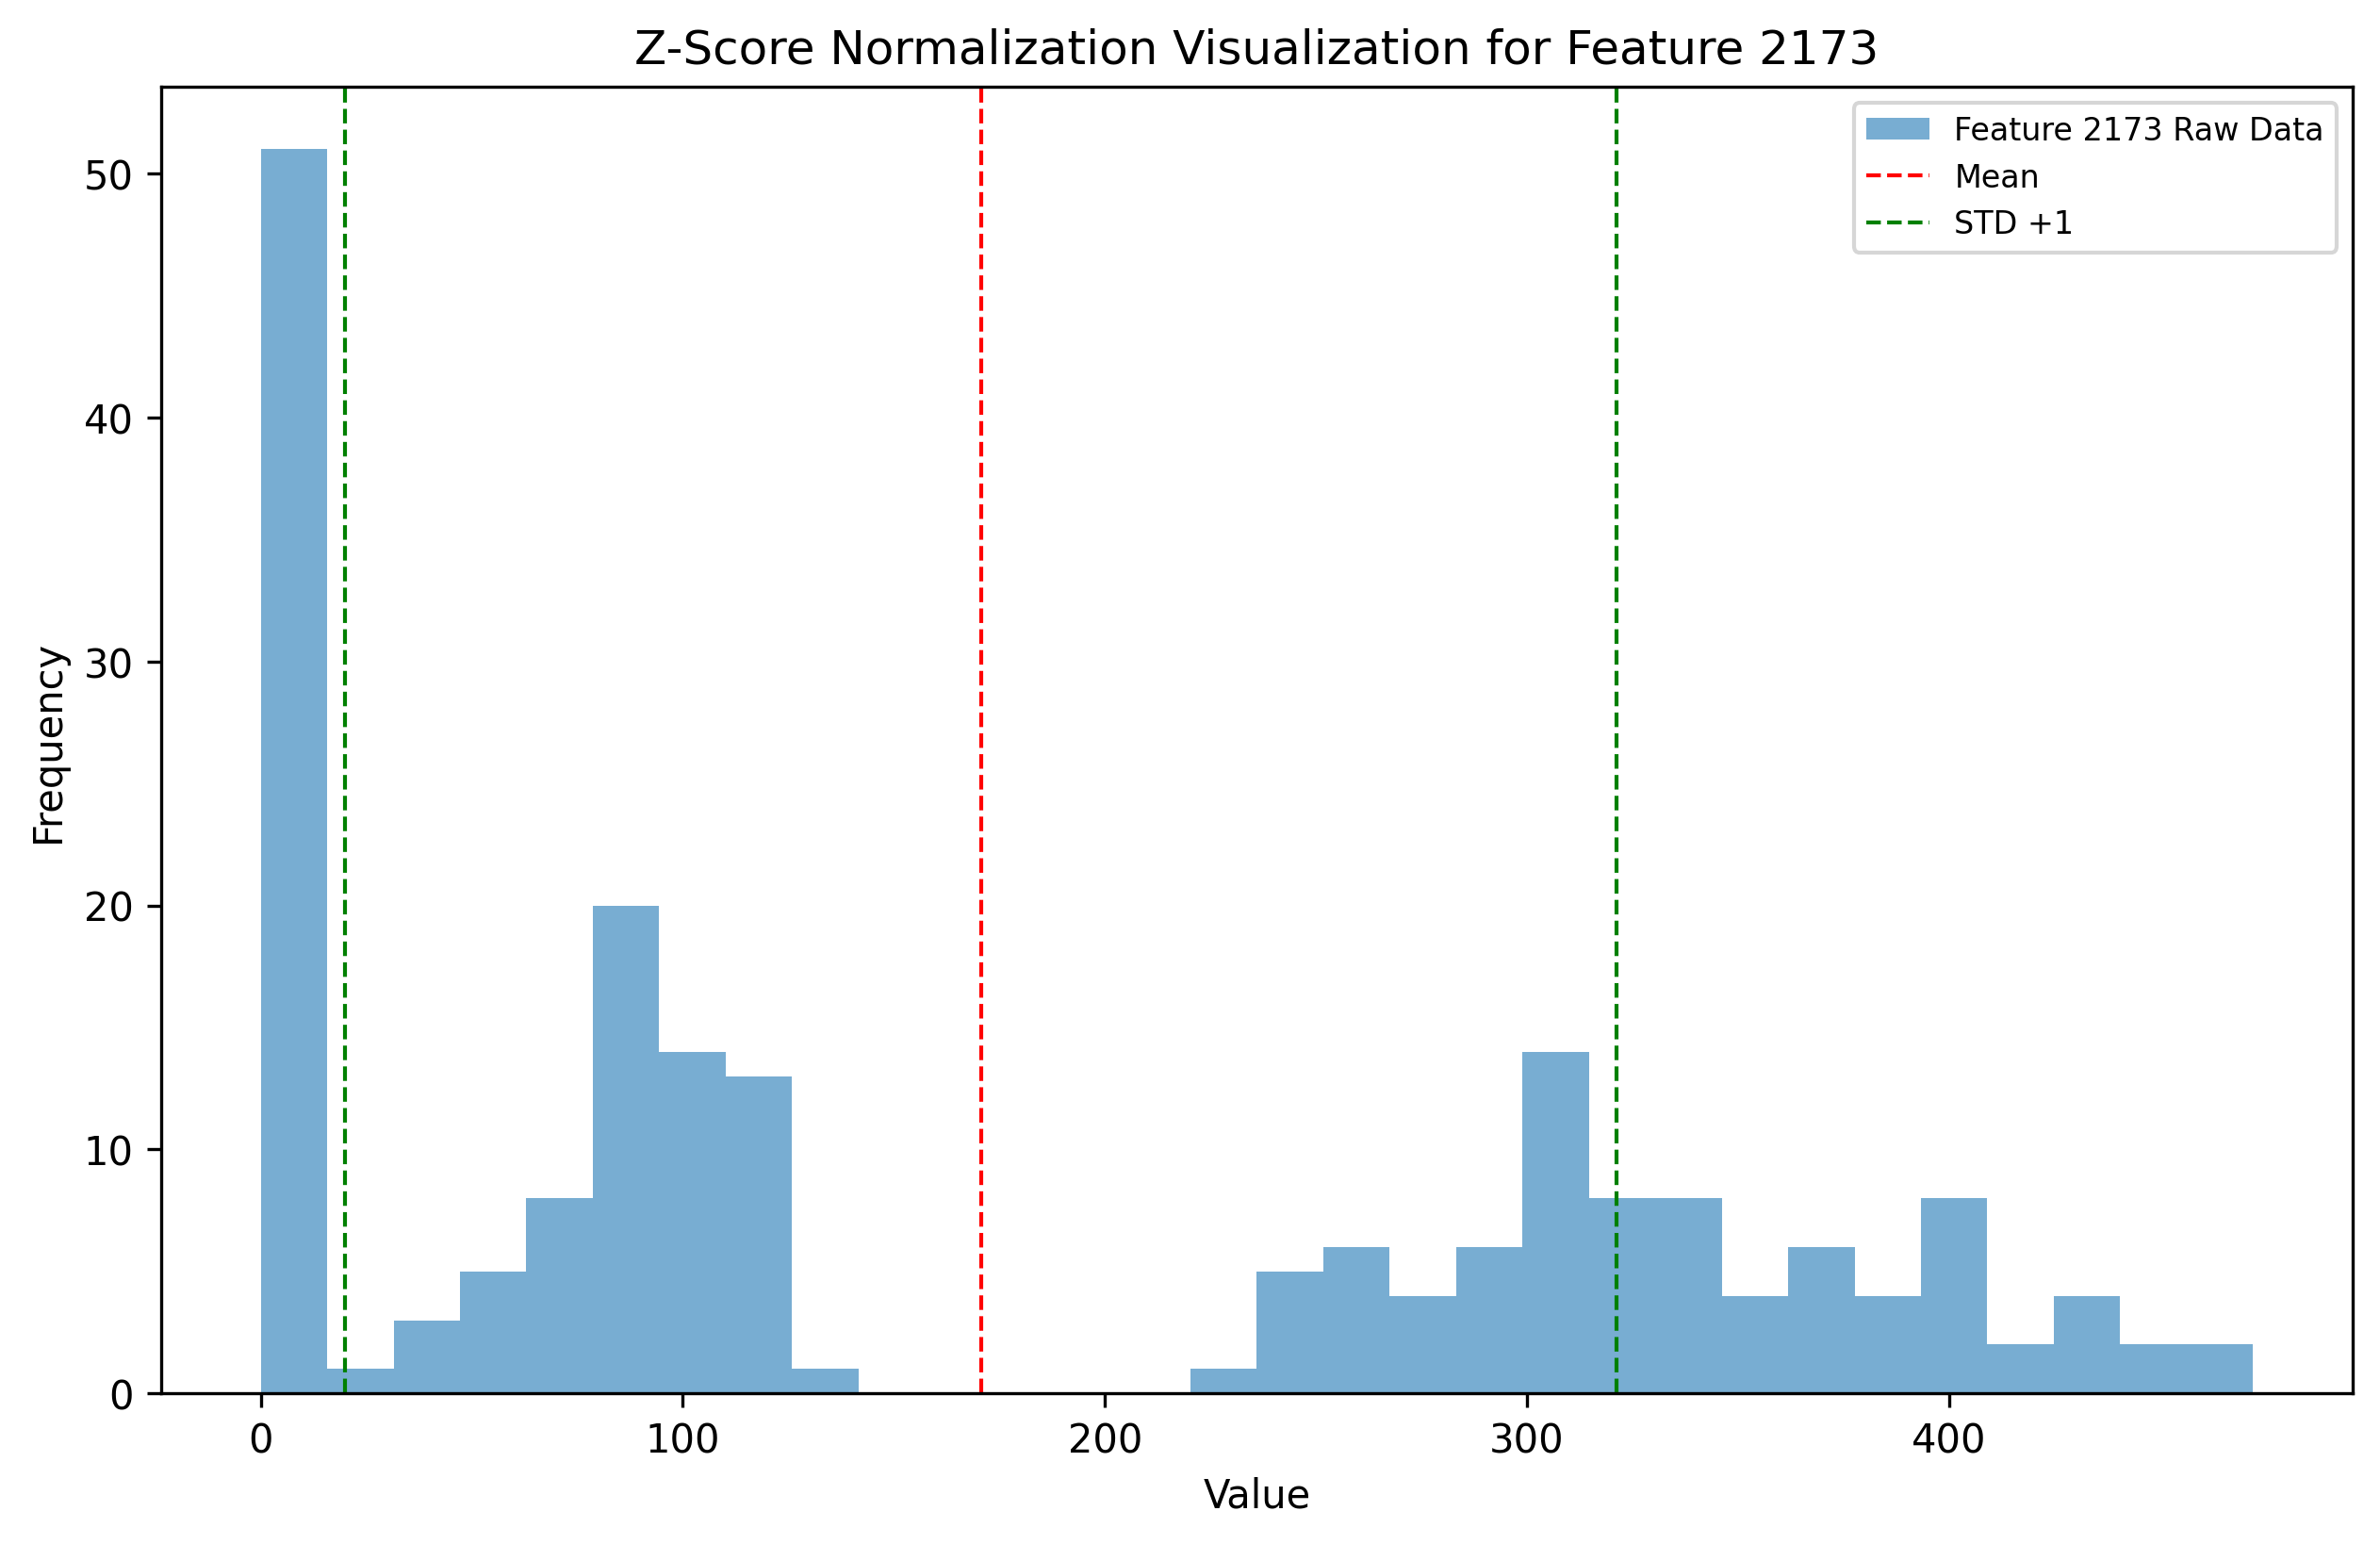 Z-Score Normalization Visualization for Feature 2173
Feature 2173 Raw Data
Mean
STD +1
50
40
30
20
10
0
Frequency
0 100 200 300 400
Value